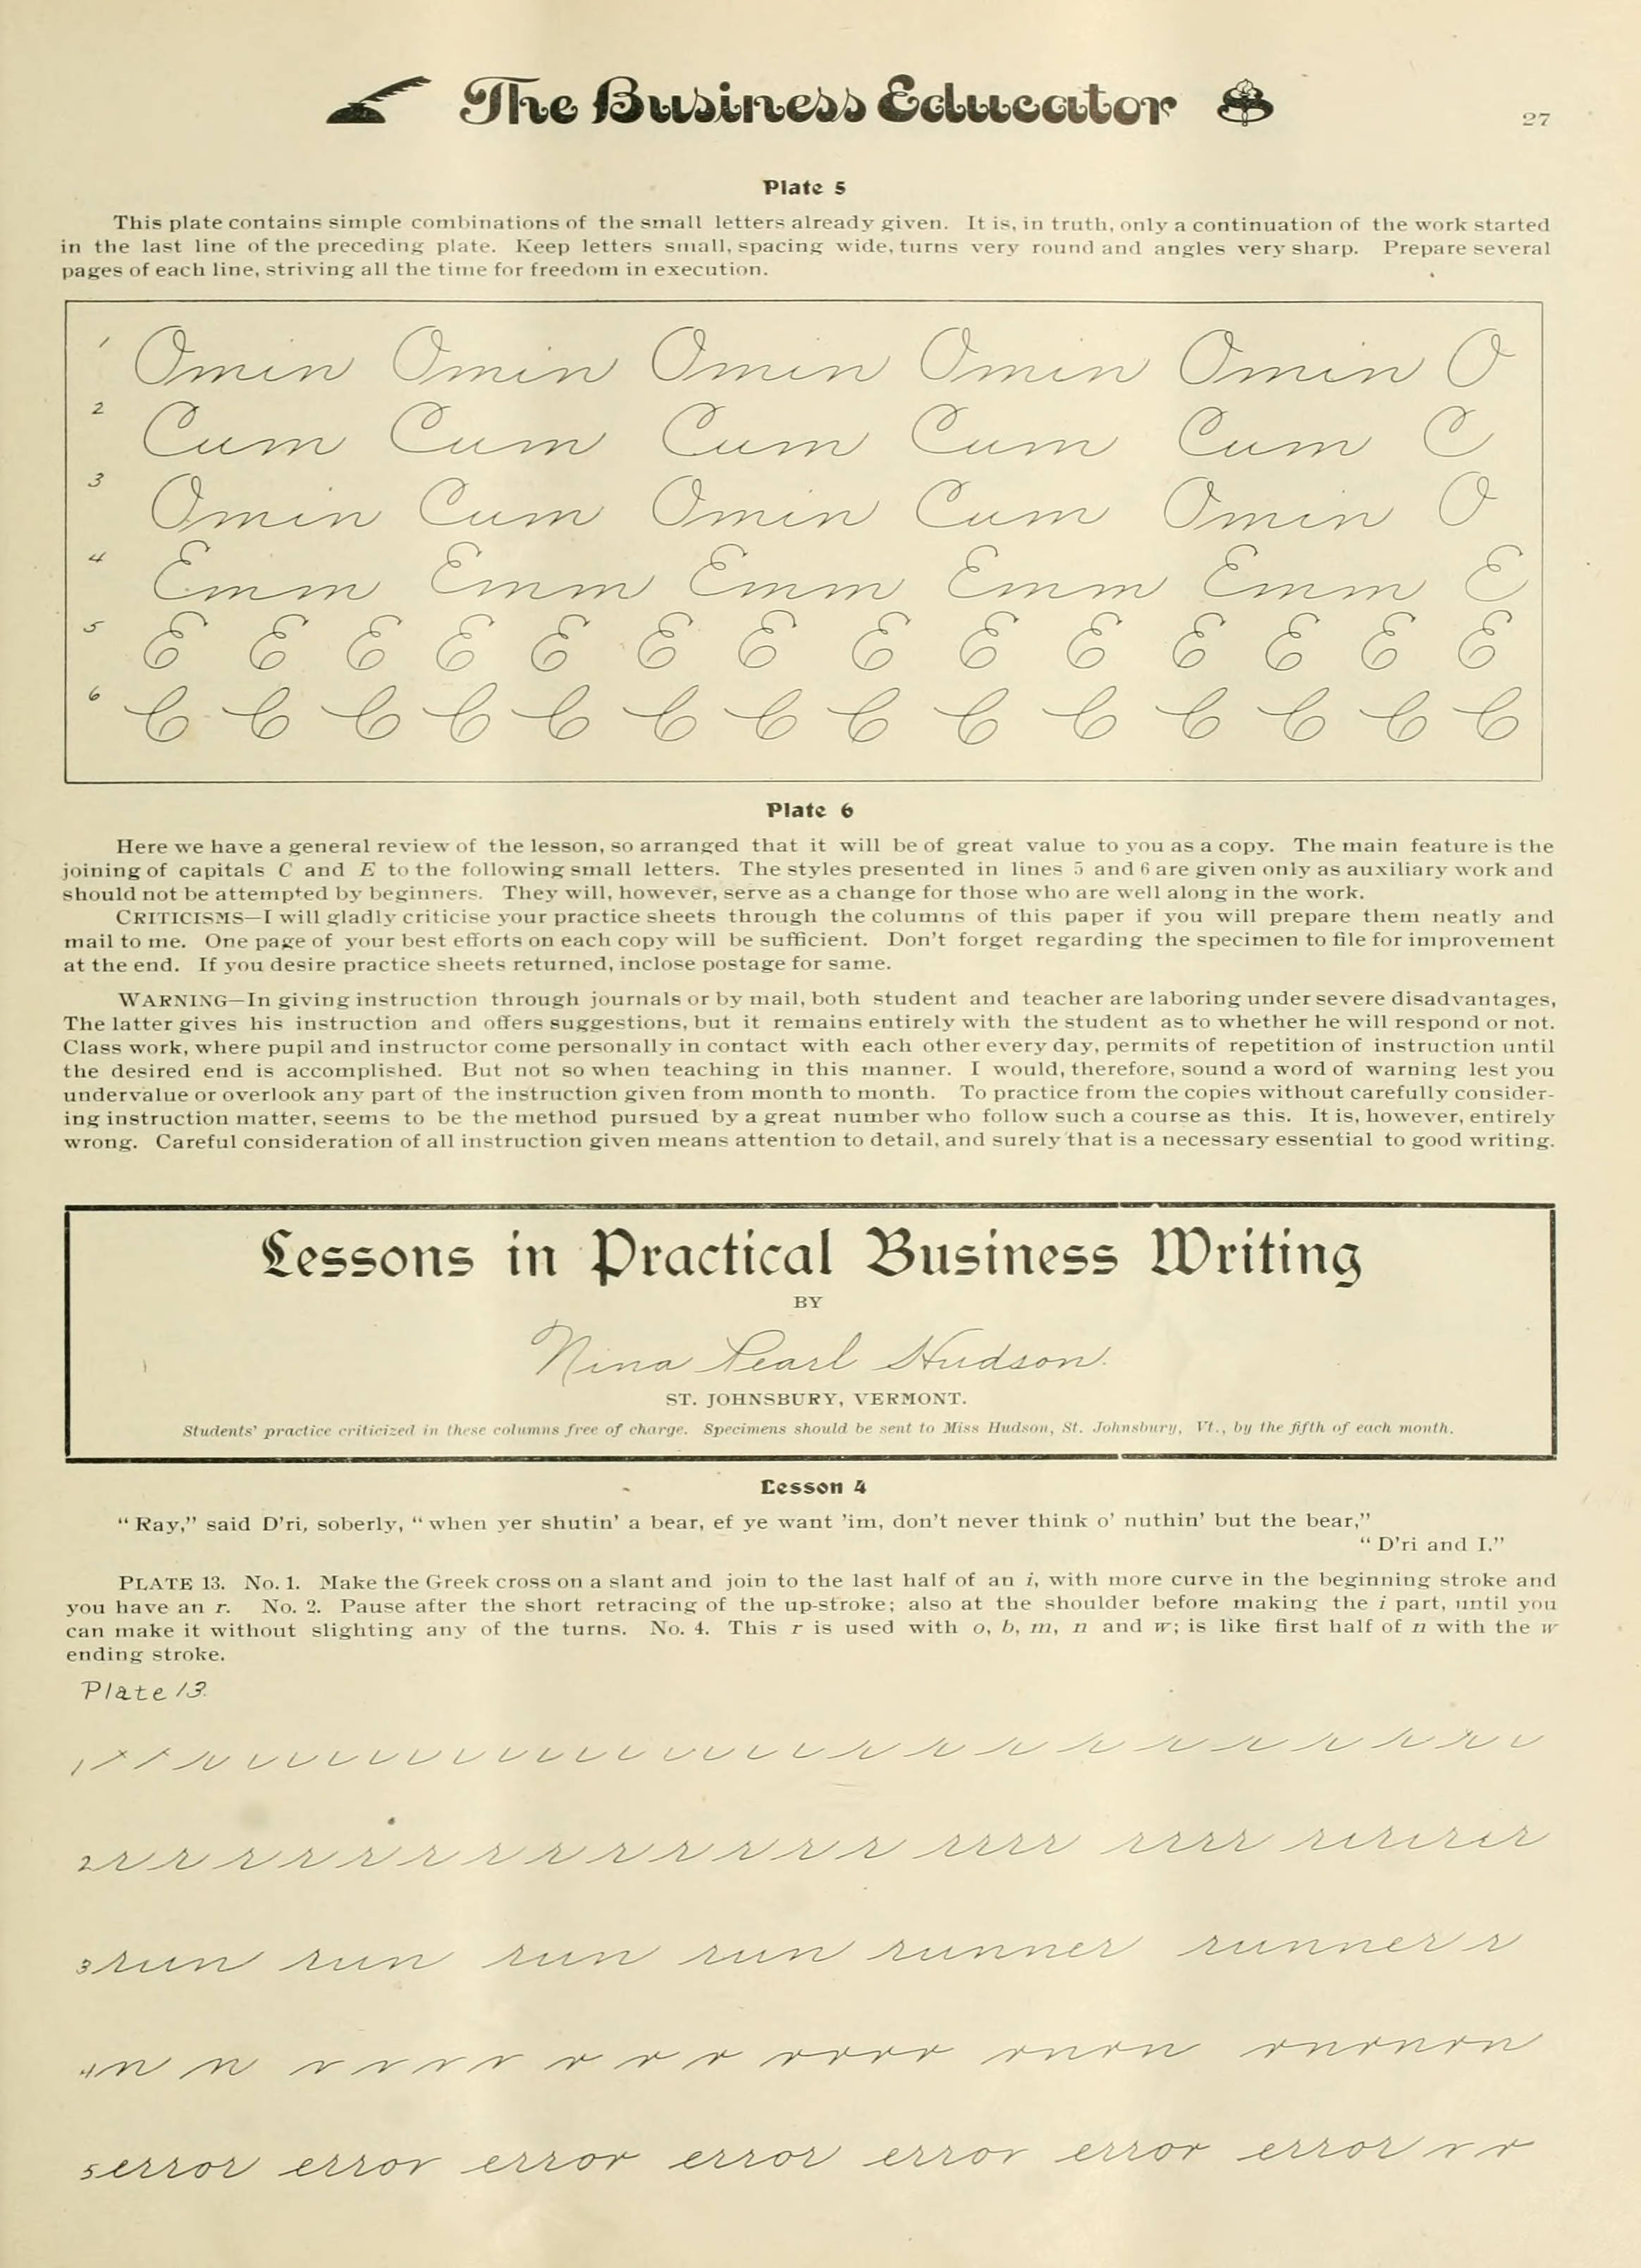 The Business Educator
27
Plate 5
This plate contains simple combinations of the small letters already given. It is, in truth, only a continuation of the work started
in the last line of the preceding plate. Keep letters small, spacing wide, turns very round and angles very sharp. Prepare several
pages of each line, striving all the time for freedom in execution.
1 Omin Omin Omin Omin Omin O
2 Cum Cum Cum Cum Cum C
3 Omin Cum Omin Cum Omin O
4 Emm Emm Emm Emm Emm E
5 E E E E E E E E E E E E E E
6 C C C C C C C C C C C C C C
Plate 6
Here we have a general review of the lesson, so arranged that it will be of great value to you as a copy. The main feature is the
joining of capitals C and E to the following small letters. The styles presented in lines 5 and 6 are given only as auxiliary work and
should not be attempted by beginners. They will, however, serve as a change for those who are well along in the work.
CRITICISMS—I will gladly criticise your practice sheets through the columns of this paper if you will prepare them neatly and
mail to me. One page of your best efforts on each copy will be sufficient. Don't forget regarding the specimen to file for improvement
at the end. If you desire practice sheets returned, inclose postage for same.
WARNING—In giving instruction through journals or by mail, both student and teacher are laboring under severe disadvantages,
The latter gives his instruction and offers suggestions, but it remains entirely with the student as to whether he will respond or not.
Class work, where pupil and instructor come personally in contact with each other every day, permits of repetition of instruction until
the desired end is accomplished. But not so when teaching in this manner. I would, therefore, sound a word of warning lest you
undervalue or overlook any part of the instruction given from month to month. To practice from the copies without carefully consider-
ing instruction matter, seems to be the method pursued by a great number who follow such a course as this. It is, however, entirely
wrong. Careful consideration of all instruction given means attention to detail, and surely that is a necessary essential to good writing.
Lessons in Practical Business Writing
BY
Nina Pearl Hudson.
ST. JOHNSBURY, VERMONT.
Students' practice criticized in these columns free of charge. Specimens should be sent to Miss Hudson, St. Johnsbury, Vt., by the fifth of each month.
Lesson 4
"Ray," said D'ri, soberly, "when yer shutin' a bear, ef ye want 'im, don't never think o' nuthin' but the bear,"
"D'ri and I."
PLATE 13. No. 1. Make the Greek cross on a slant and join to the last half of an i, with more curve in the beginning stroke and
you have an r. No. 2. Pause after the short retracing of the up-stroke; also at the shoulder before making the i part, until you
can make it without slighting any of the turns. No. 4. This r is used with o, b, m, n and w; is like first half of n with the w
ending stroke.
Plate 13.
1
2 r r r r r r r r r r r r r rrrr rrrr rrrrrr
3 run run run run runner runner r
4 n n r r r r r r r rrrr rnrn rnrnrn
5 error error error error error error error r r